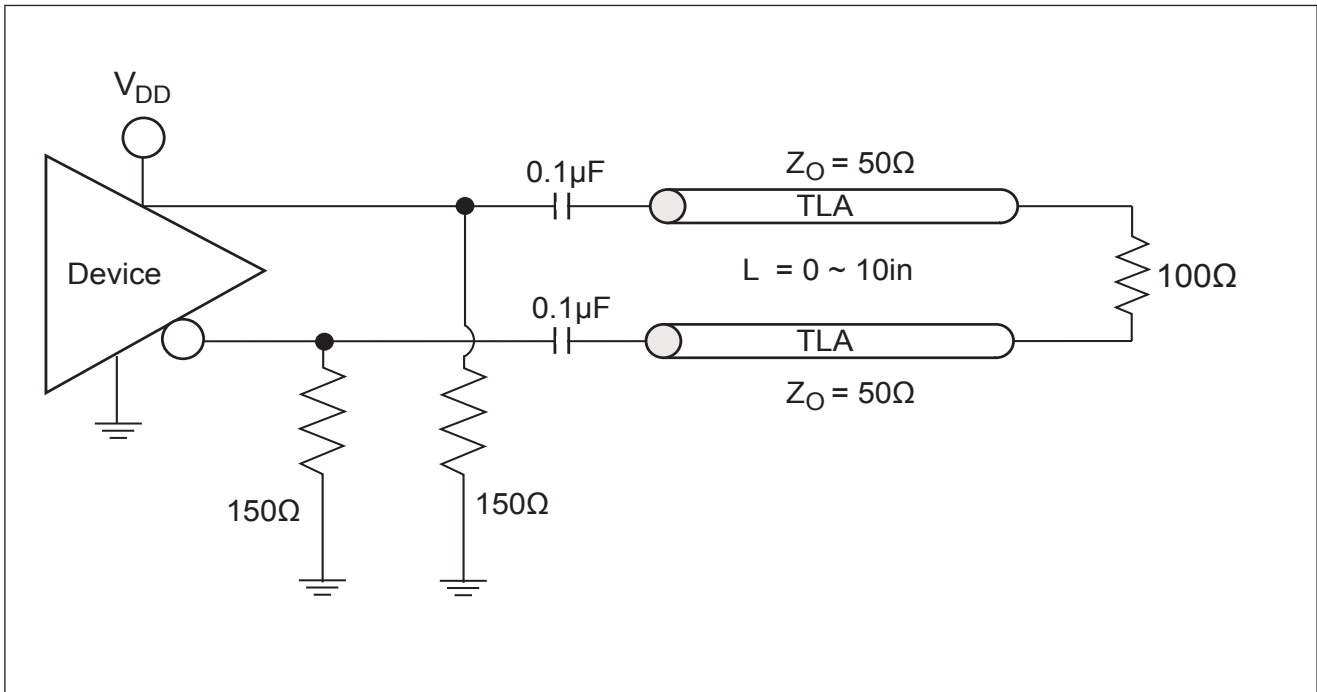 V_DD
Device
0.1µF
Z_O = 50Ω
TLA
L = 0 ~ 10in
100Ω
0.1µF
TLA
Z_O = 50Ω
150Ω
150Ω